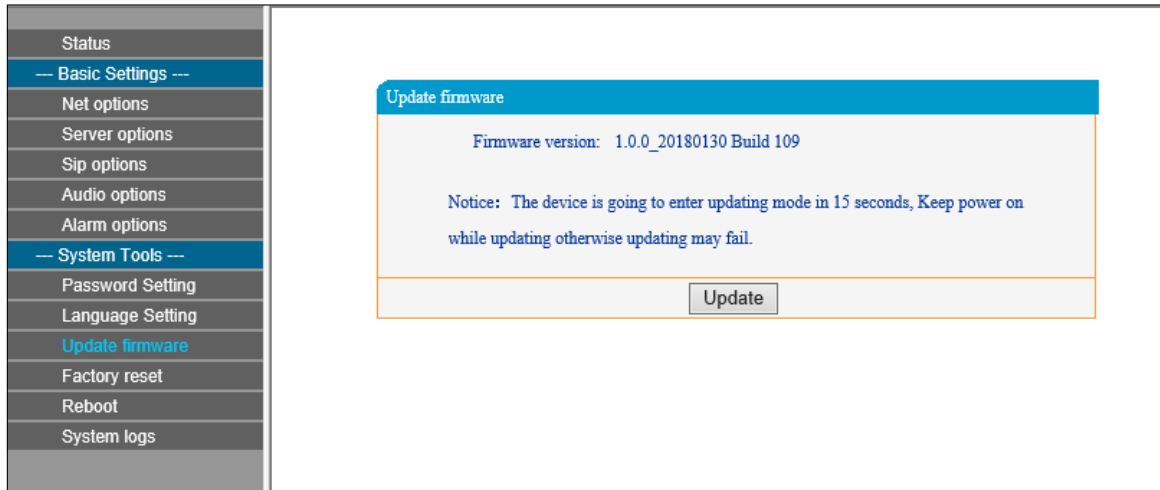 Status
--- Basic Settings ---
Net options
Server options
Sip options
Audio options
Alarm options
--- System Tools ---
Password Setting
Language Setting
Update firmware
Factory reset
Reboot
System logs
Update firmware
Firmware version: 1.0.0_20180130 Build 109
Notice: The device is going to enter updating mode in 15 seconds, Keep power on
while updating otherwise updating may fail.
Update